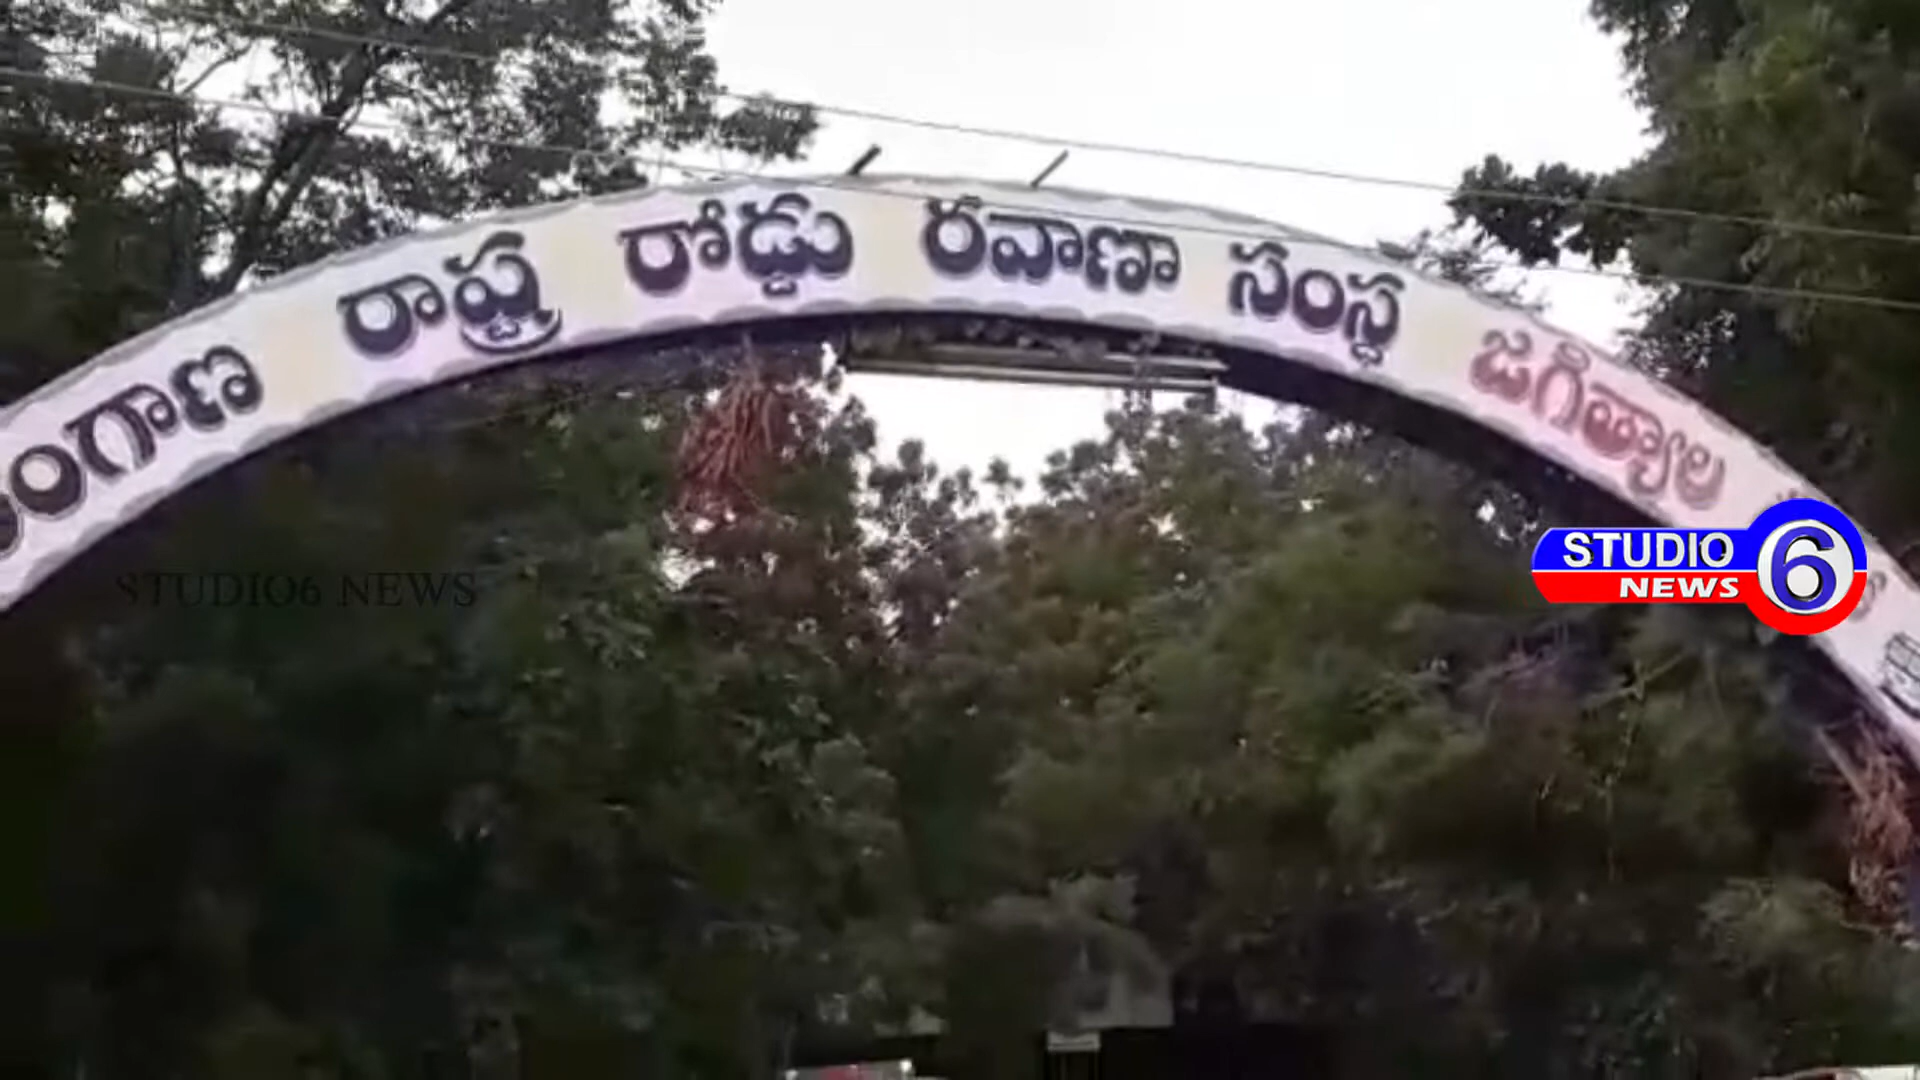 రాష్ట్ర రోడ్డు రవాణా సంస్థ జగిత్యాల
STUDIO 6
NEWS
STUDIO6 NEWS